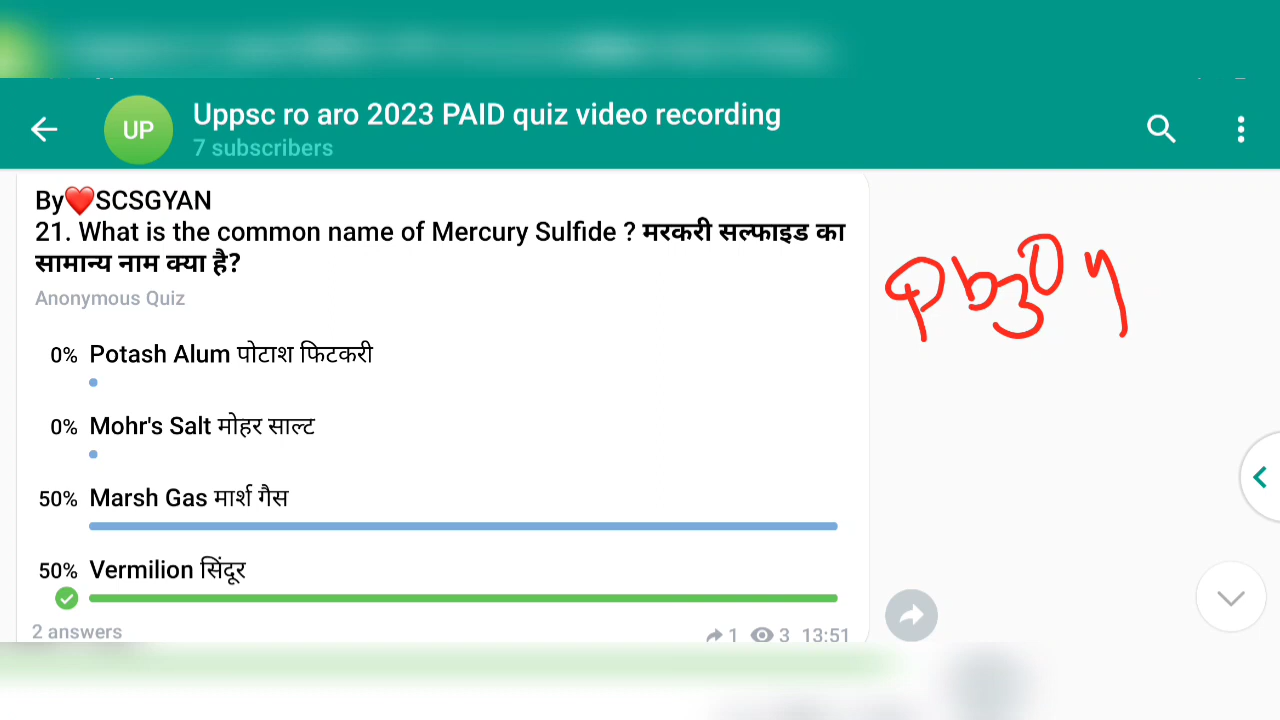 UP
Uppsc ro aro 2023 PAID quiz video recording
7 subscribers
By❤️SCSGYAN
21. What is the common name of Mercury Sulfide ? मरकरी सल्फाइड का
सामान्य नाम क्या है?
Anonymous Quiz
0% Potash Alum पोटाश फिटकरी
0% Mohr's Salt मोहर साल्ट
50% Marsh Gas मार्श गैस
50% Vermilion सिंदूर
2 answers
1 3 13:51
Pb3O4